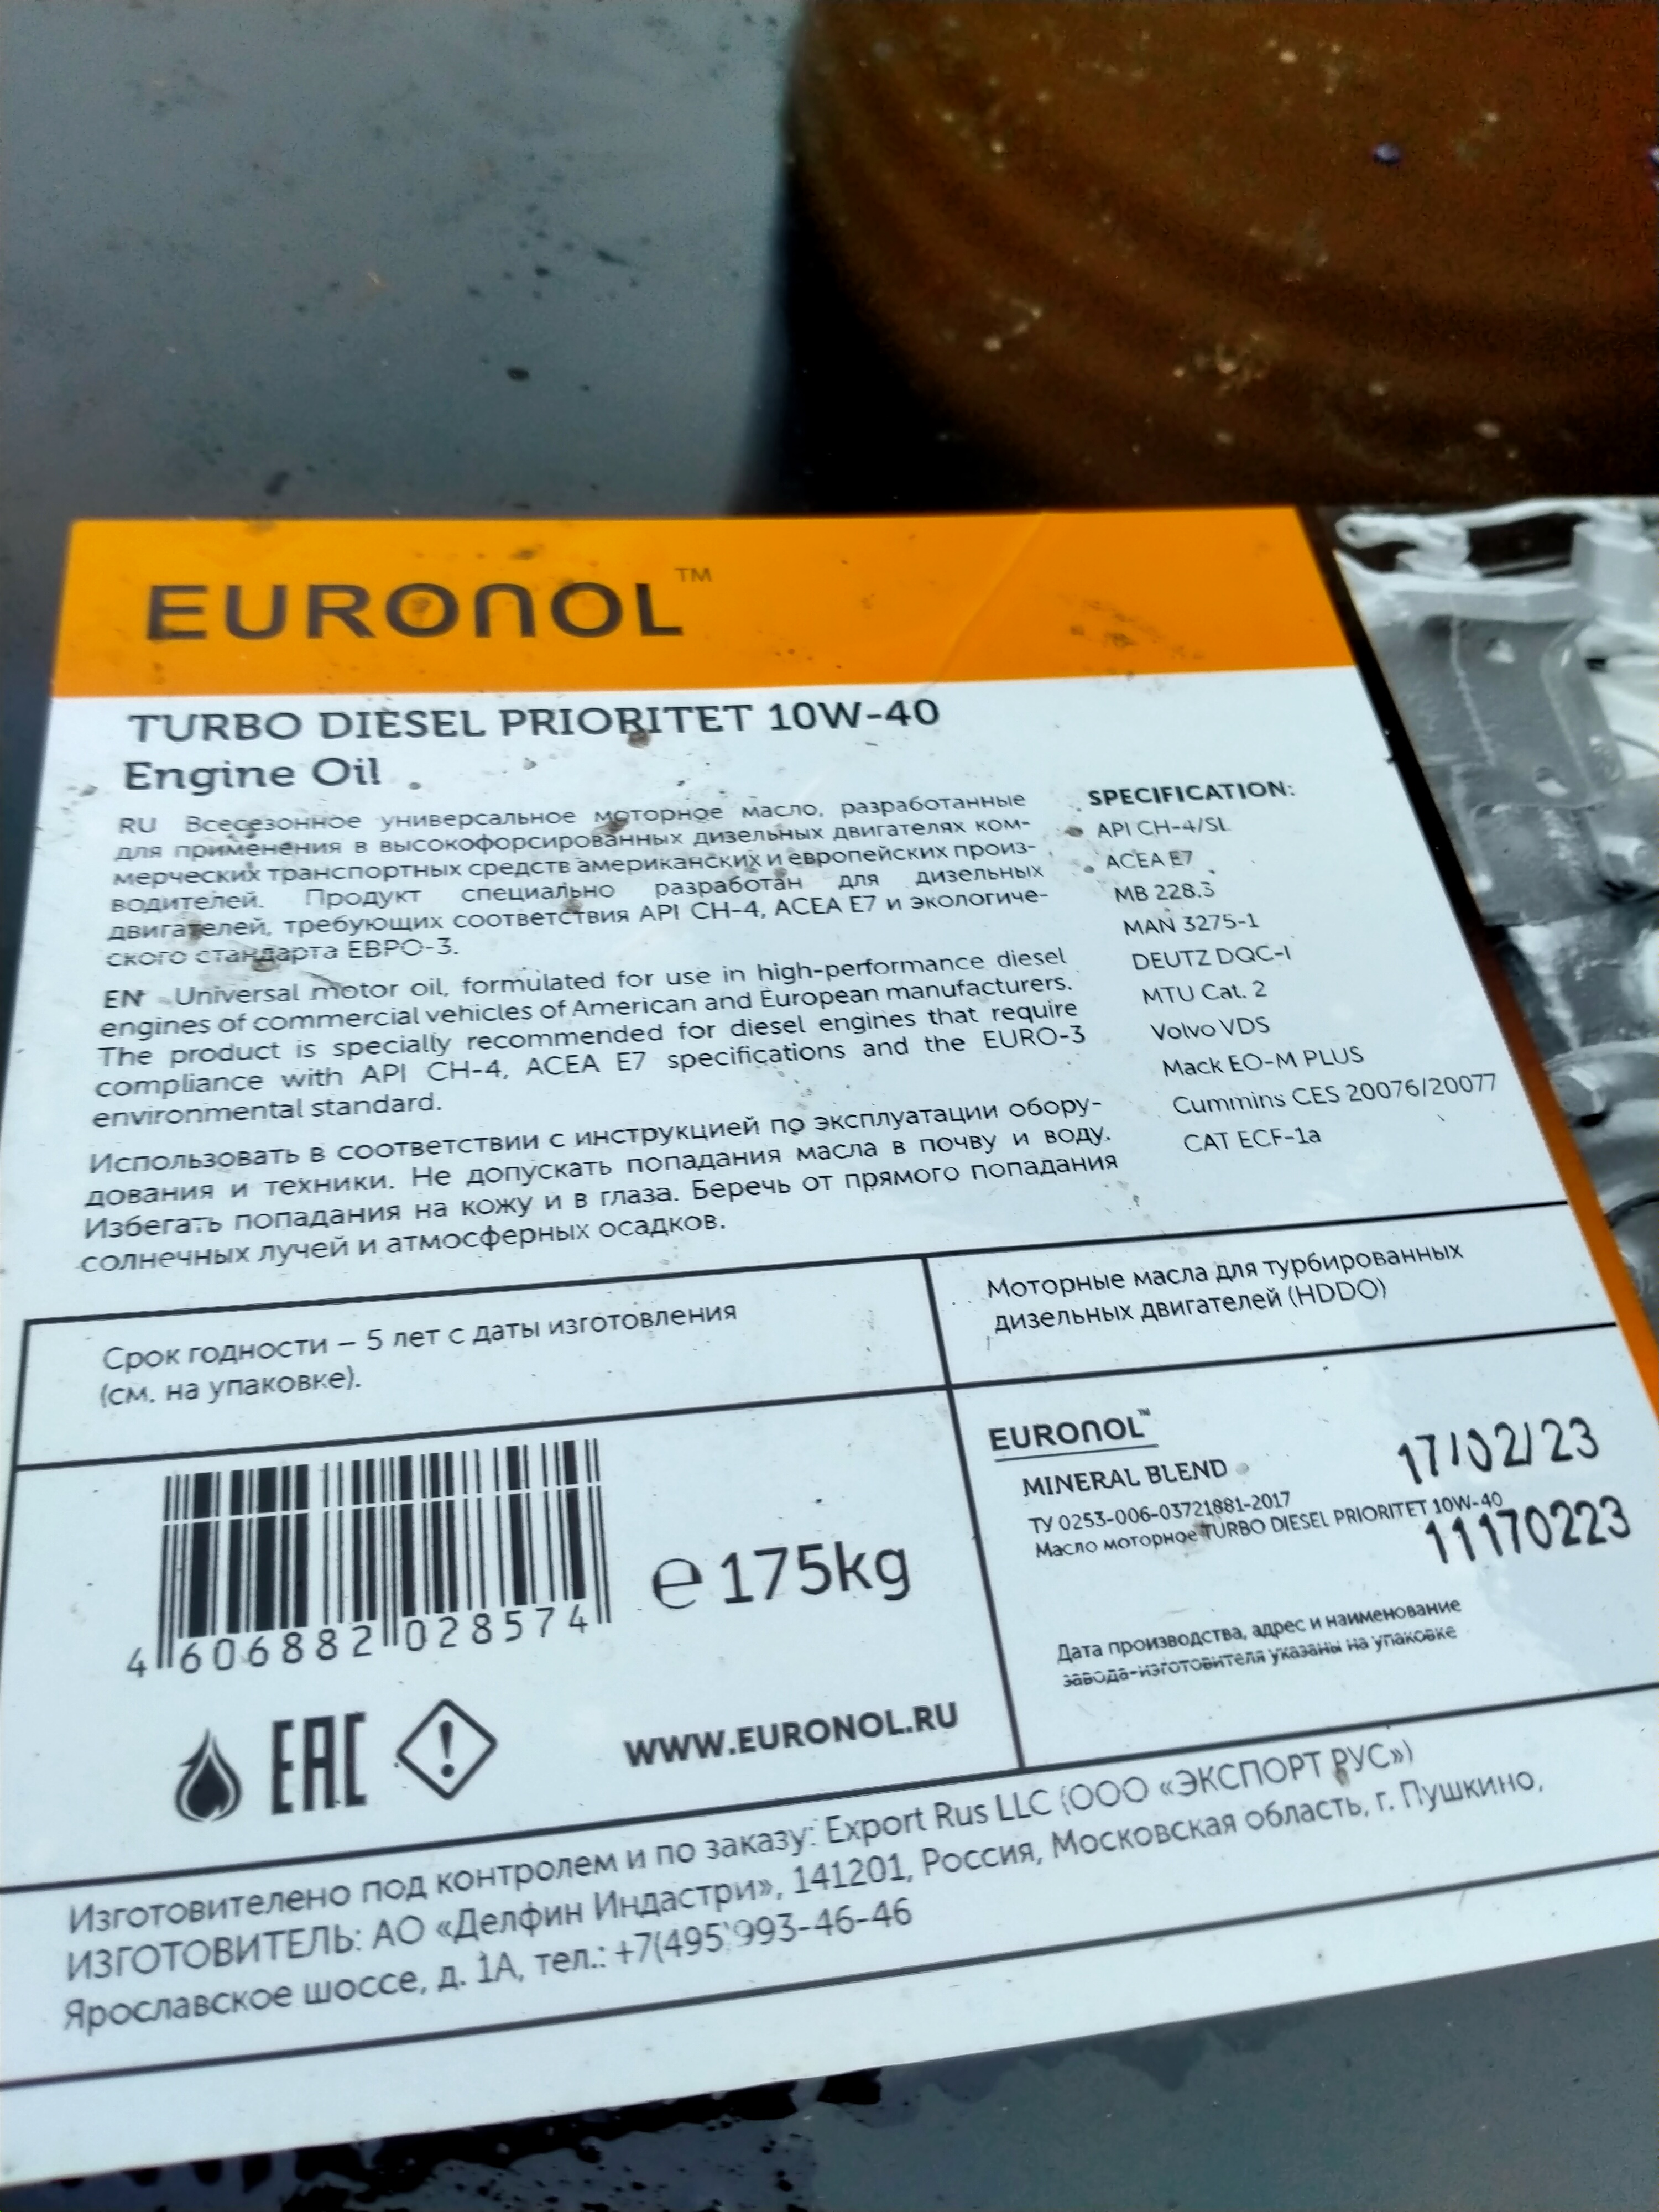 EURONOL™
TURBO DIESEL PRIORITET 10W-40
Engine Oil
RU Всесезонное универсальное моторное масло, разработанные
для применения в высокофорсированных дизельных двигателях ком-
мерческих транспортных средств американских и европейских произ-
водителей. Продукт специально разработан для дизельных
двигателей, требующих соответствия API CH-4, ACEA E7 и экологиче-
ского стандарта ЕВРО-3.
EN Universal motor oil, formulated for use in high-performance diesel
engines of commercial vehicles of American and European manufacturers.
The product is specially recommended for diesel engines that require
compliance with API CH-4, ACEA E7 specifications and the EURO-3
environmental standard.
Использовать в соответствии с инструкцией по эксплуатации обору-
дования и техники. Не допускать попадания масла в почву и воду.
Избегать попадания на кожу и в глаза. Беречь от прямого попадания
солнечных лучей и атмосферных осадков.
SPECIFICATION:
API CH-4/SL
ACEA E7
MB 228.3
MAN 3275-1
DEUTZ DQC-I
MTU Cat. 2
Volvo VDS
Mack EO-M PLUS
Cummins CES 20076/20077
CAT ECF-1a
Срок годности – 5 лет с даты изготовления
(см. на упаковке).
Моторные масла для турбированных
дизельных двигателей (HDDO)
4 606882 028574
e 175kg
EAC
WWW.EURONOL.RU
EURONOL™
MINERAL BLEND
17/02/23
ТУ 0253-006-03721881-2017
Масло моторное TURBO DIESEL PRIORITET 10W-40
11170223
Дата производства, адрес и наименование
завода-изготовителя указаны на упаковке
Изготовителено под контролем и по заказу: Export Rus LLC (ООО «ЭКСПОРТ РУС»)
ИЗГОТОВИТЕЛЬ: АО «Делфин Индастри», 141201, Россия, Московская область, г. Пушкино,
Ярославское шоссе, д. 1А, тел.: +7(495)993-46-46